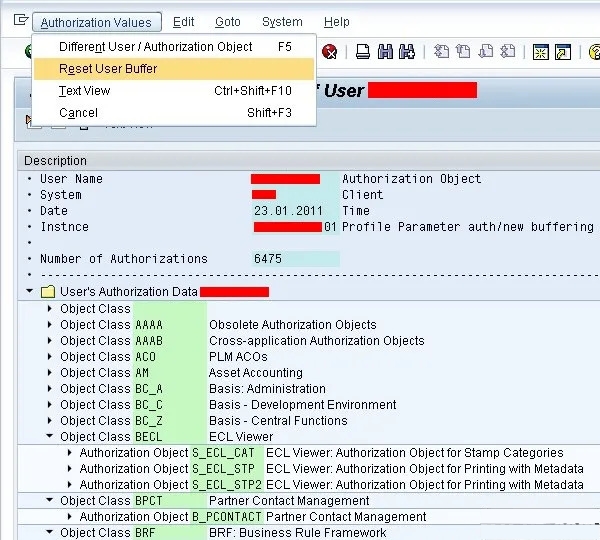 Authorization Values Edit Goto System Help
Different User / Authorization Object F5
Reset User Buffer
Text View Ctrl+Shift+F10
Cancel Shift+F3
of User
Description
• User Name Authorization Object
• System Client
• Date 23.01.2011 Time
• Instnce 01 Profile Parameter auth/new buffering
•
• Number of Authorizations 6475
User's Authorization Data
Object Class
Object Class AAAA Obsolete Authorization Objects
Object Class AAAB Cross-application Authorization Objects
Object Class ACO PLM ACOs
Object Class AM Asset Accounting
Object Class BC_A Basis: Administration
Object Class BC_C Basis - Development Environment
Object Class BC_Z Basis - Central Functions
Object Class BECL ECL Viewer
Authorization Object S_ECL_CAT ECL Viewer: Authorization Object for Stamp Categories
Authorization Object S_ECL_STP ECL Viewer: Authorization Object for Printing with Metadata
Authorization Object S_ECL_STP2 ECL Viewer: Authorization Object for Printing with Metadata
Object Class BPCT Partner Contact Management
Authorization Object B_PCONTACT Partner Contact Management
Object Class BRF BRF: Business Rule Framework